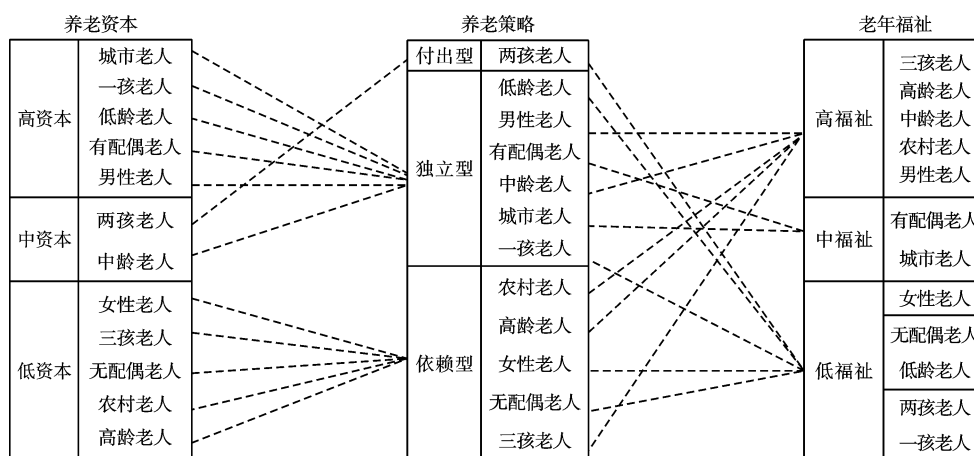 养老资本
高资本
城市老人
一孩老人
低龄老人
有配偶老人
男性老人
中资本
两孩老人
中龄老人
低资本
女性老人
三孩老人
无配偶老人
农村老人
高龄老人
养老策略
付出型
两孩老人
独立型
低龄老人
男性老人
有配偶老人
中龄老人
城市老人
一孩老人
依赖型
农村老人
高龄老人
女性老人
无配偶老人
三孩老人
老年福祉
高福祉
三孩老人
高龄老人
中龄老人
农村老人
男性老人
中福祉
有配偶老人
城市老人
低福祉
女性老人
无配偶老人
低龄老人
两孩老人
一孩老人